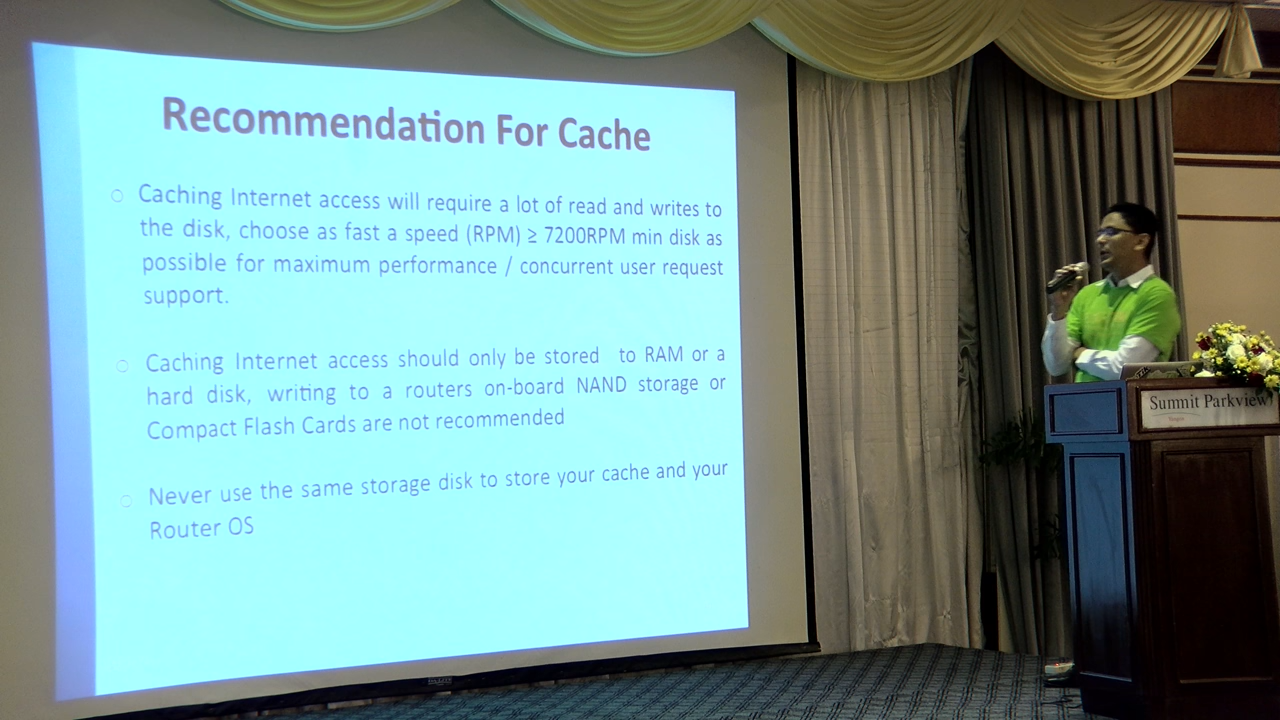 Recommendation For Cache
Caching Internet access will require a lot of read and writes to
the disk, choose as fast a speed (RPM) ≥ 7200RPM min disk as
possible for maximum performance / concurrent user request
support.
Caching Internet access should only be stored to RAM or a
hard disk, writing to a routers on-board NAND storage or
Compact Flash Cards are not recommended
Never use the same storage disk to store your cache and your
Router OS
Summit Parkview